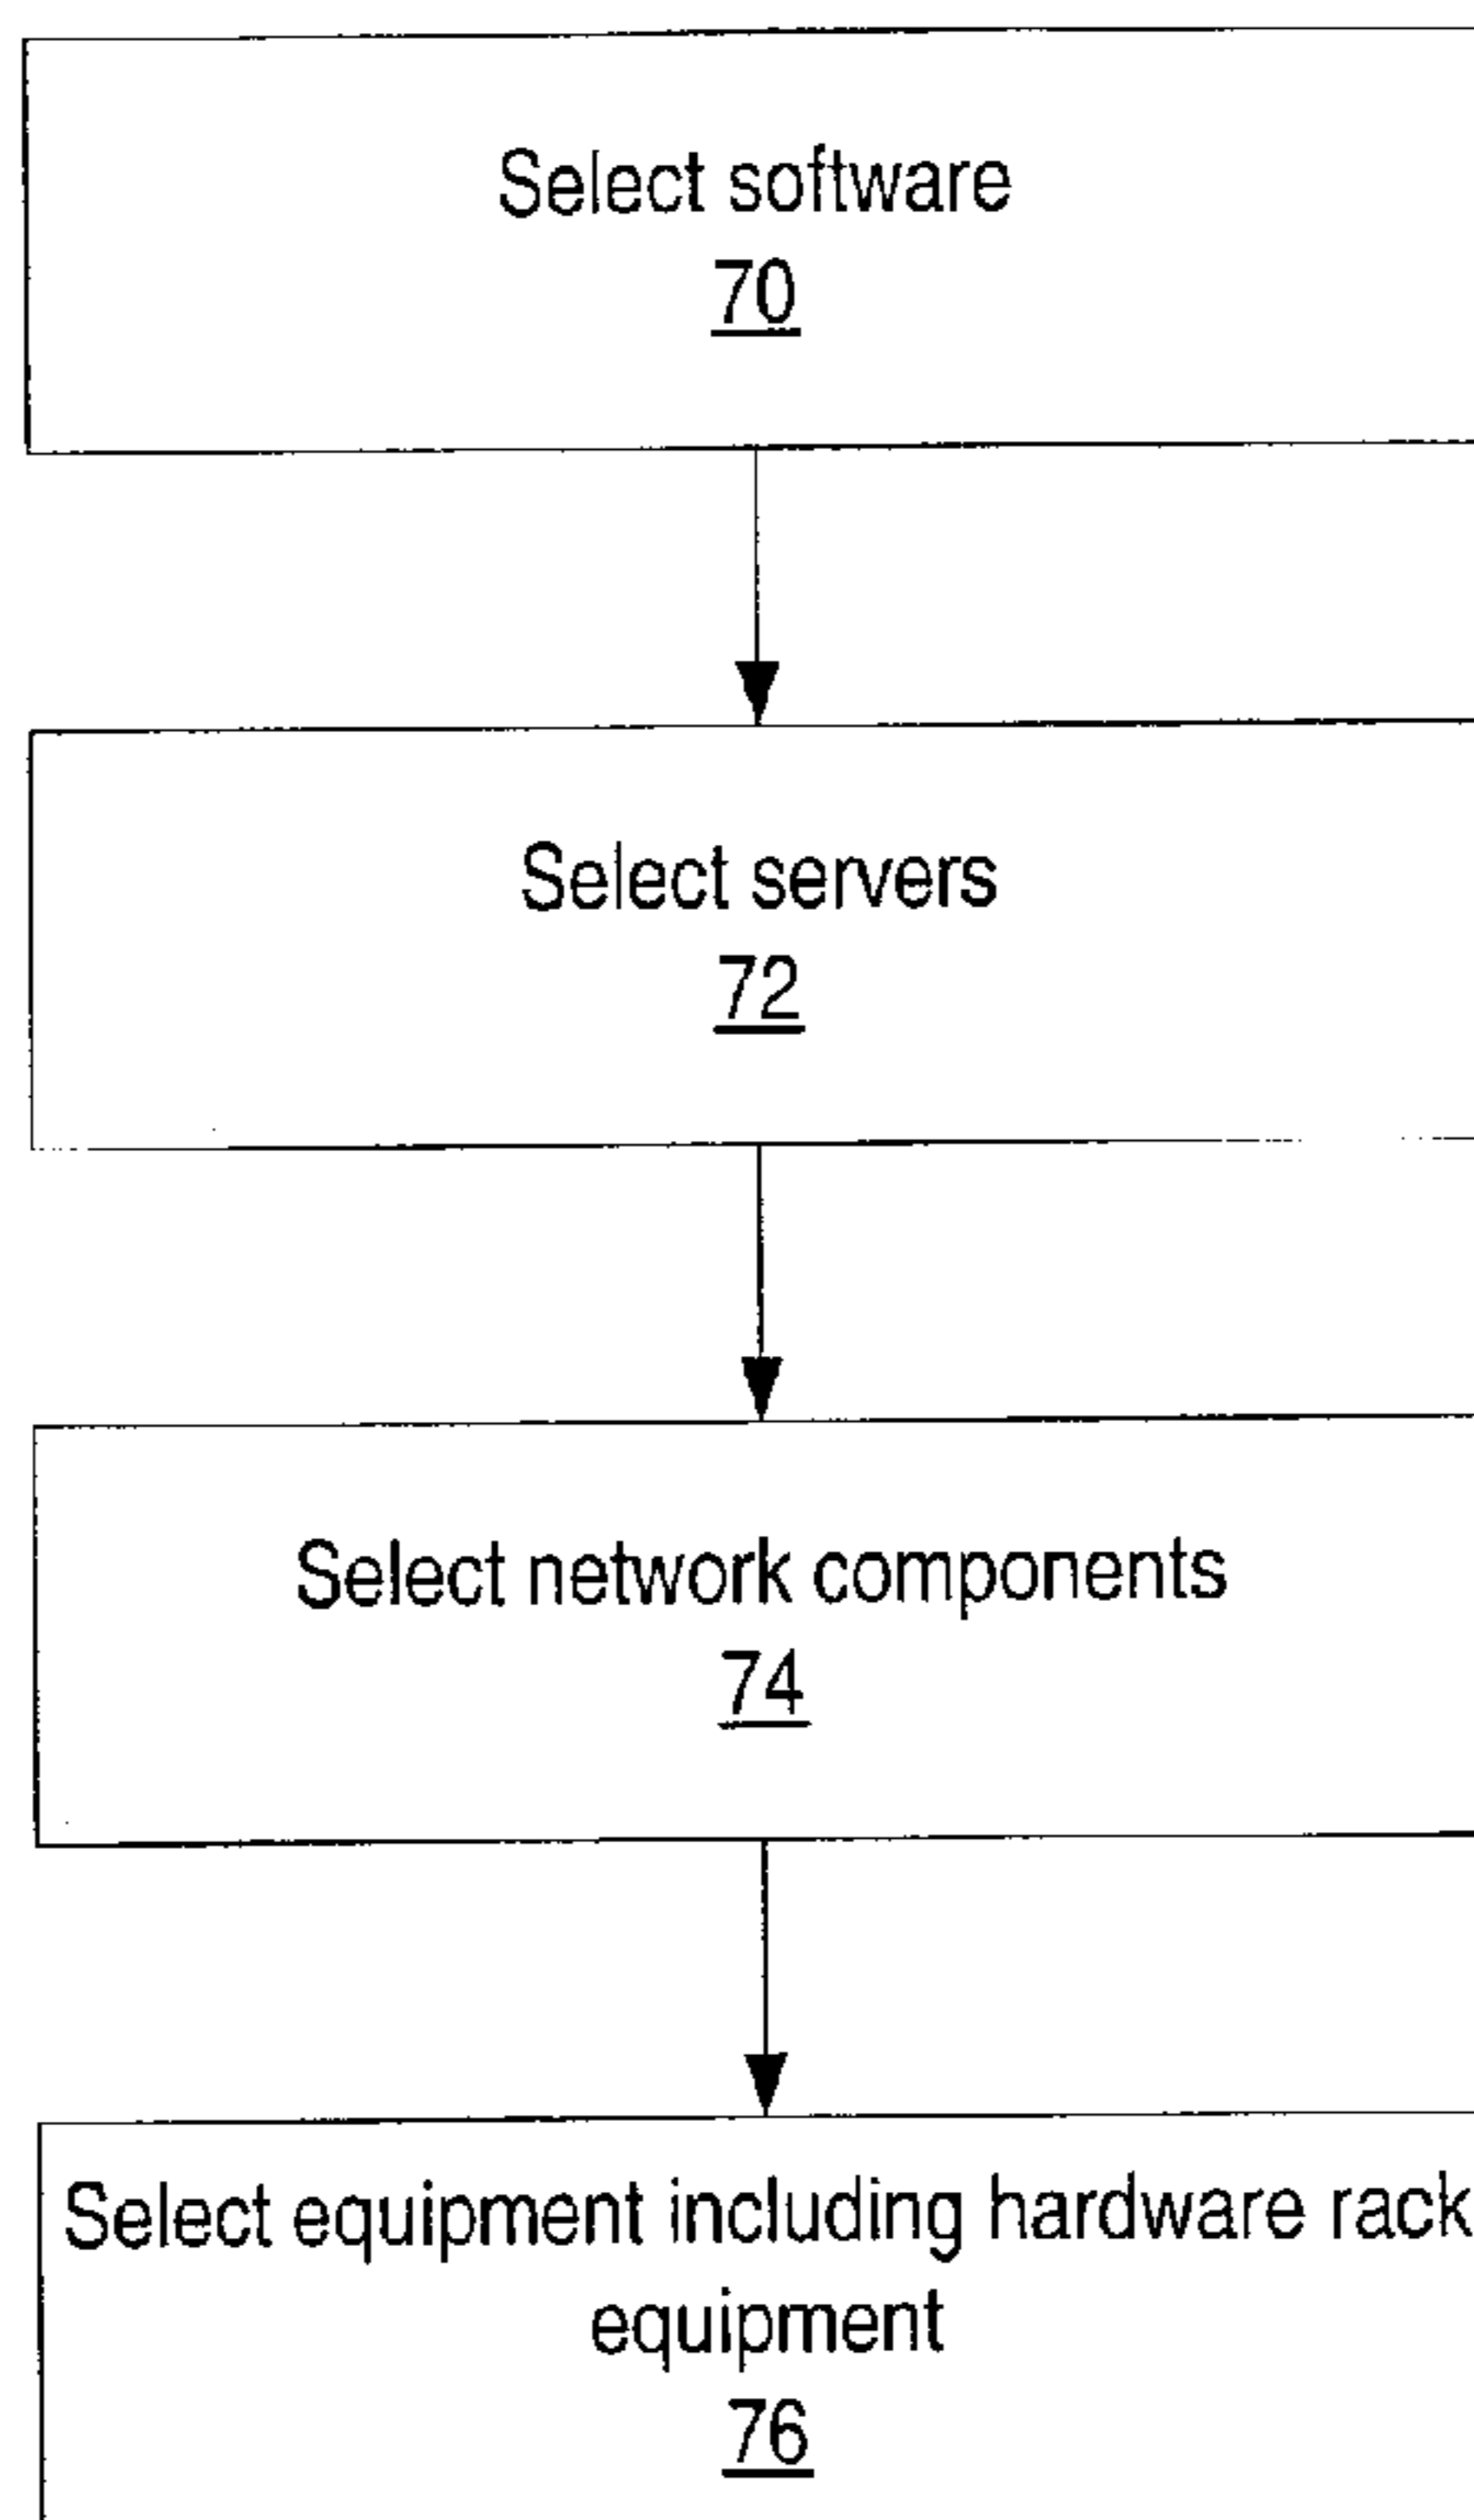 Select software
70
Select servers
72
Select network components
74
Select equipment including hardware rack
equipment
76